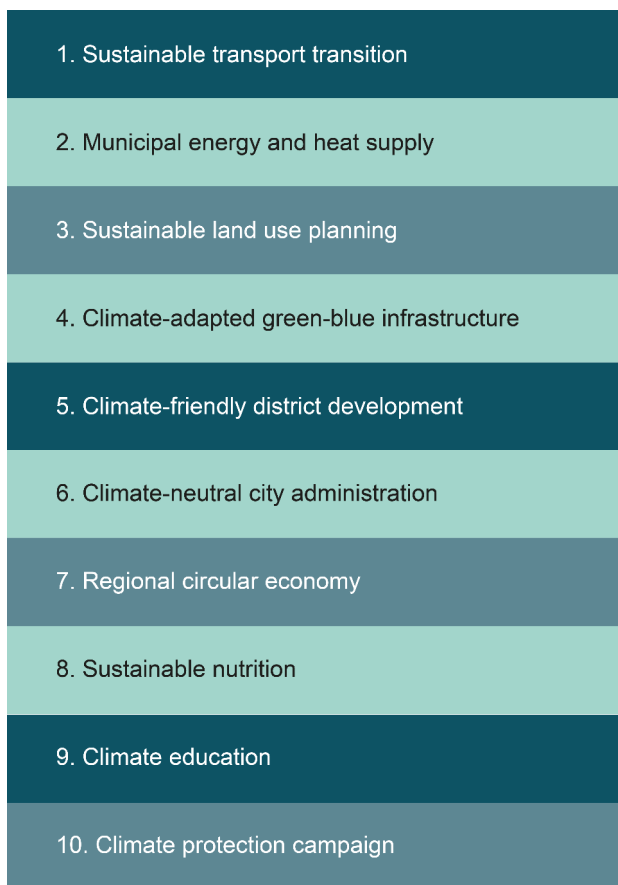 1. Sustainable transport transition
2. Municipal energy and heat supply
3. Sustainable land use planning
4. Climate-adapted green-blue infrastructure
5. Climate-friendly district development
6. Climate-neutral city administration
7. Regional circular economy
8. Sustainable nutrition
9. Climate education
10. Climate protection campaign